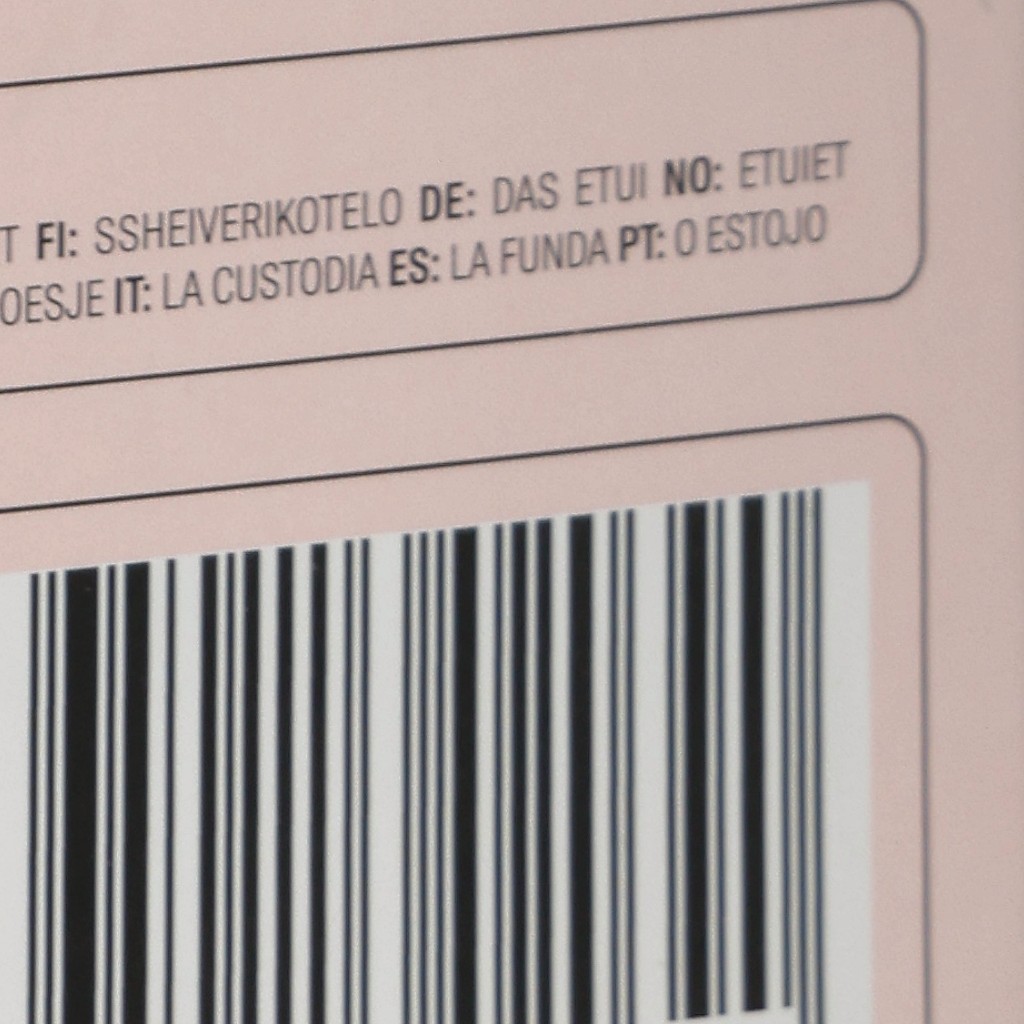 T FI: SSHEIVERIKOTELO DE: DAS ETUI NO: ETUIET
OESJE IT: LA CUSTODIA ES: LA FUNDA PT: O ESTOJO